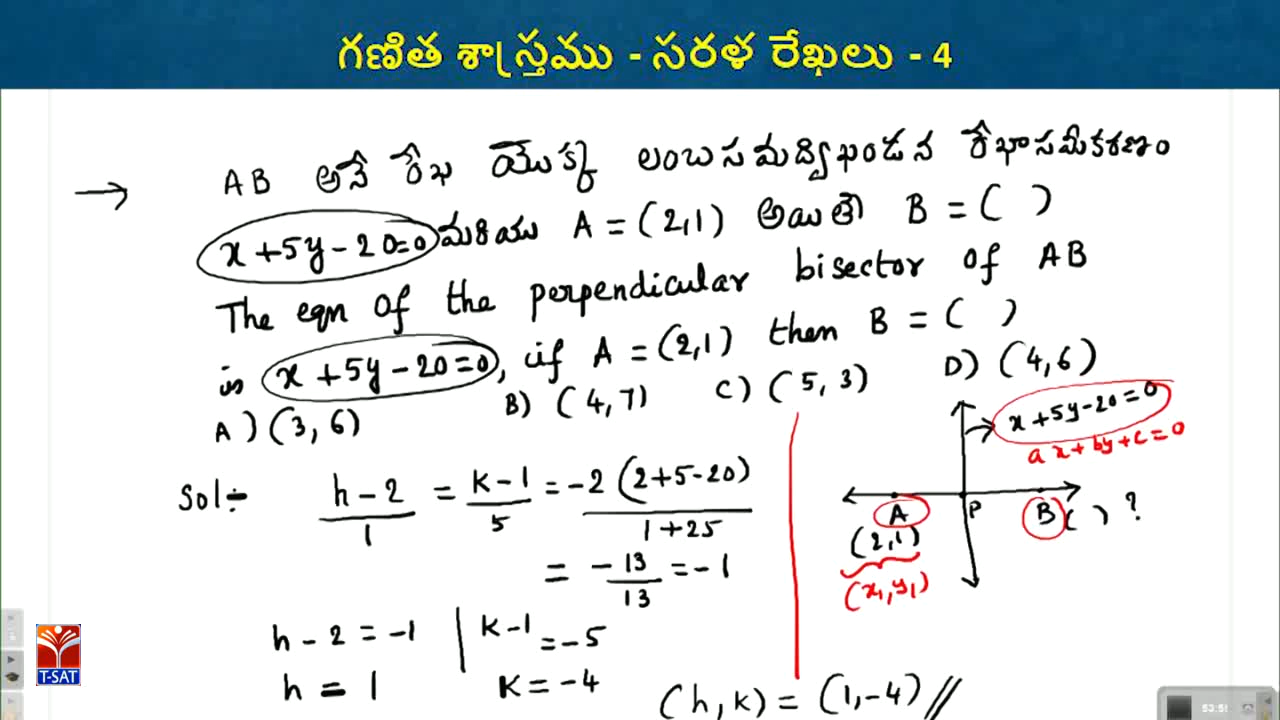 గణిత శాస్త్రము - సరళ రేఖలు - 4
→ AB అనే రేఖ యొక్క లంబసమద్విఖండన రేఖాసమీకరణం
x + 5y - 20=0 మరియు A = (2,1) అయితే B = ( )
The eqn of the perpendicular bisector of AB
is x + 5y - 20 = 0, if A = (2,1) then B = ( )
A) (3, 6) B) (4, 7) C) (5, 3) D) (4, 6)
Sol:- h - 2 / 1 = k - 1 / 5 = -2 (2+5-20) / 1 + 25
= - 13 / 13 = -1
h - 2 = -1 | k - 1 = -5
h = 1 k = -4
(h, k) = (1, -4) //
x + 5y - 20 = 0
a x + by + c = 0
A P B ( ) ?
(2,1)
(x₁, y₁)
T-SAT